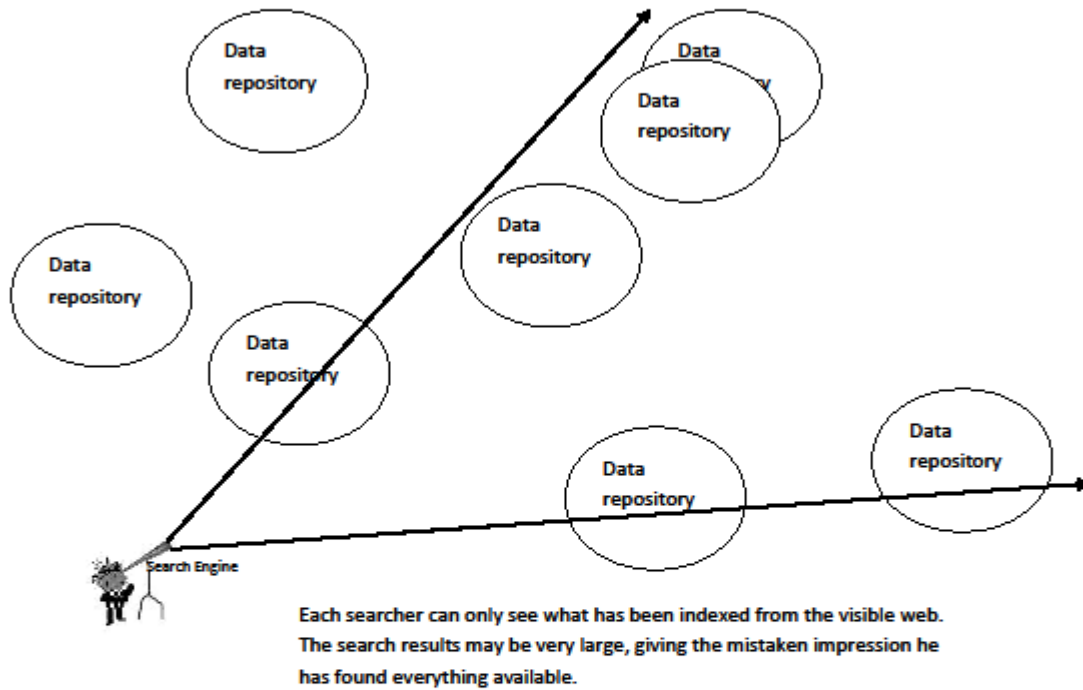 Data
repository
Data
Data
repository
Data
repository
Data
repository
Data
repository
Data
repository
Data
repository
Search Engine
Each searcher can only see what has been indexed from the visible web.
The search results may be very large, giving the mistaken impression he
has found everything available.